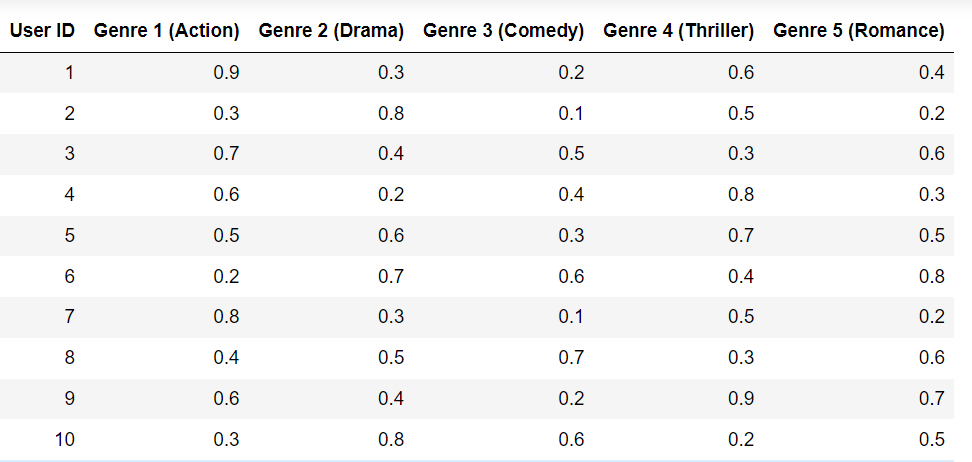 User ID Genre 1 (Action) Genre 2 (Drama) Genre 3 (Comedy) Genre 4 (Thriller) Genre 5 (Romance)
1 0.9 0.3 0.2 0.6 0.4
2 0.3 0.8 0.1 0.5 0.2
3 0.7 0.4 0.5 0.3 0.6
4 0.6 0.2 0.4 0.8 0.3
5 0.5 0.6 0.3 0.7 0.5
6 0.2 0.7 0.6 0.4 0.8
7 0.8 0.3 0.1 0.5 0.2
8 0.4 0.5 0.7 0.3 0.6
9 0.6 0.4 0.2 0.9 0.7
10 0.3 0.8 0.6 0.2 0.5